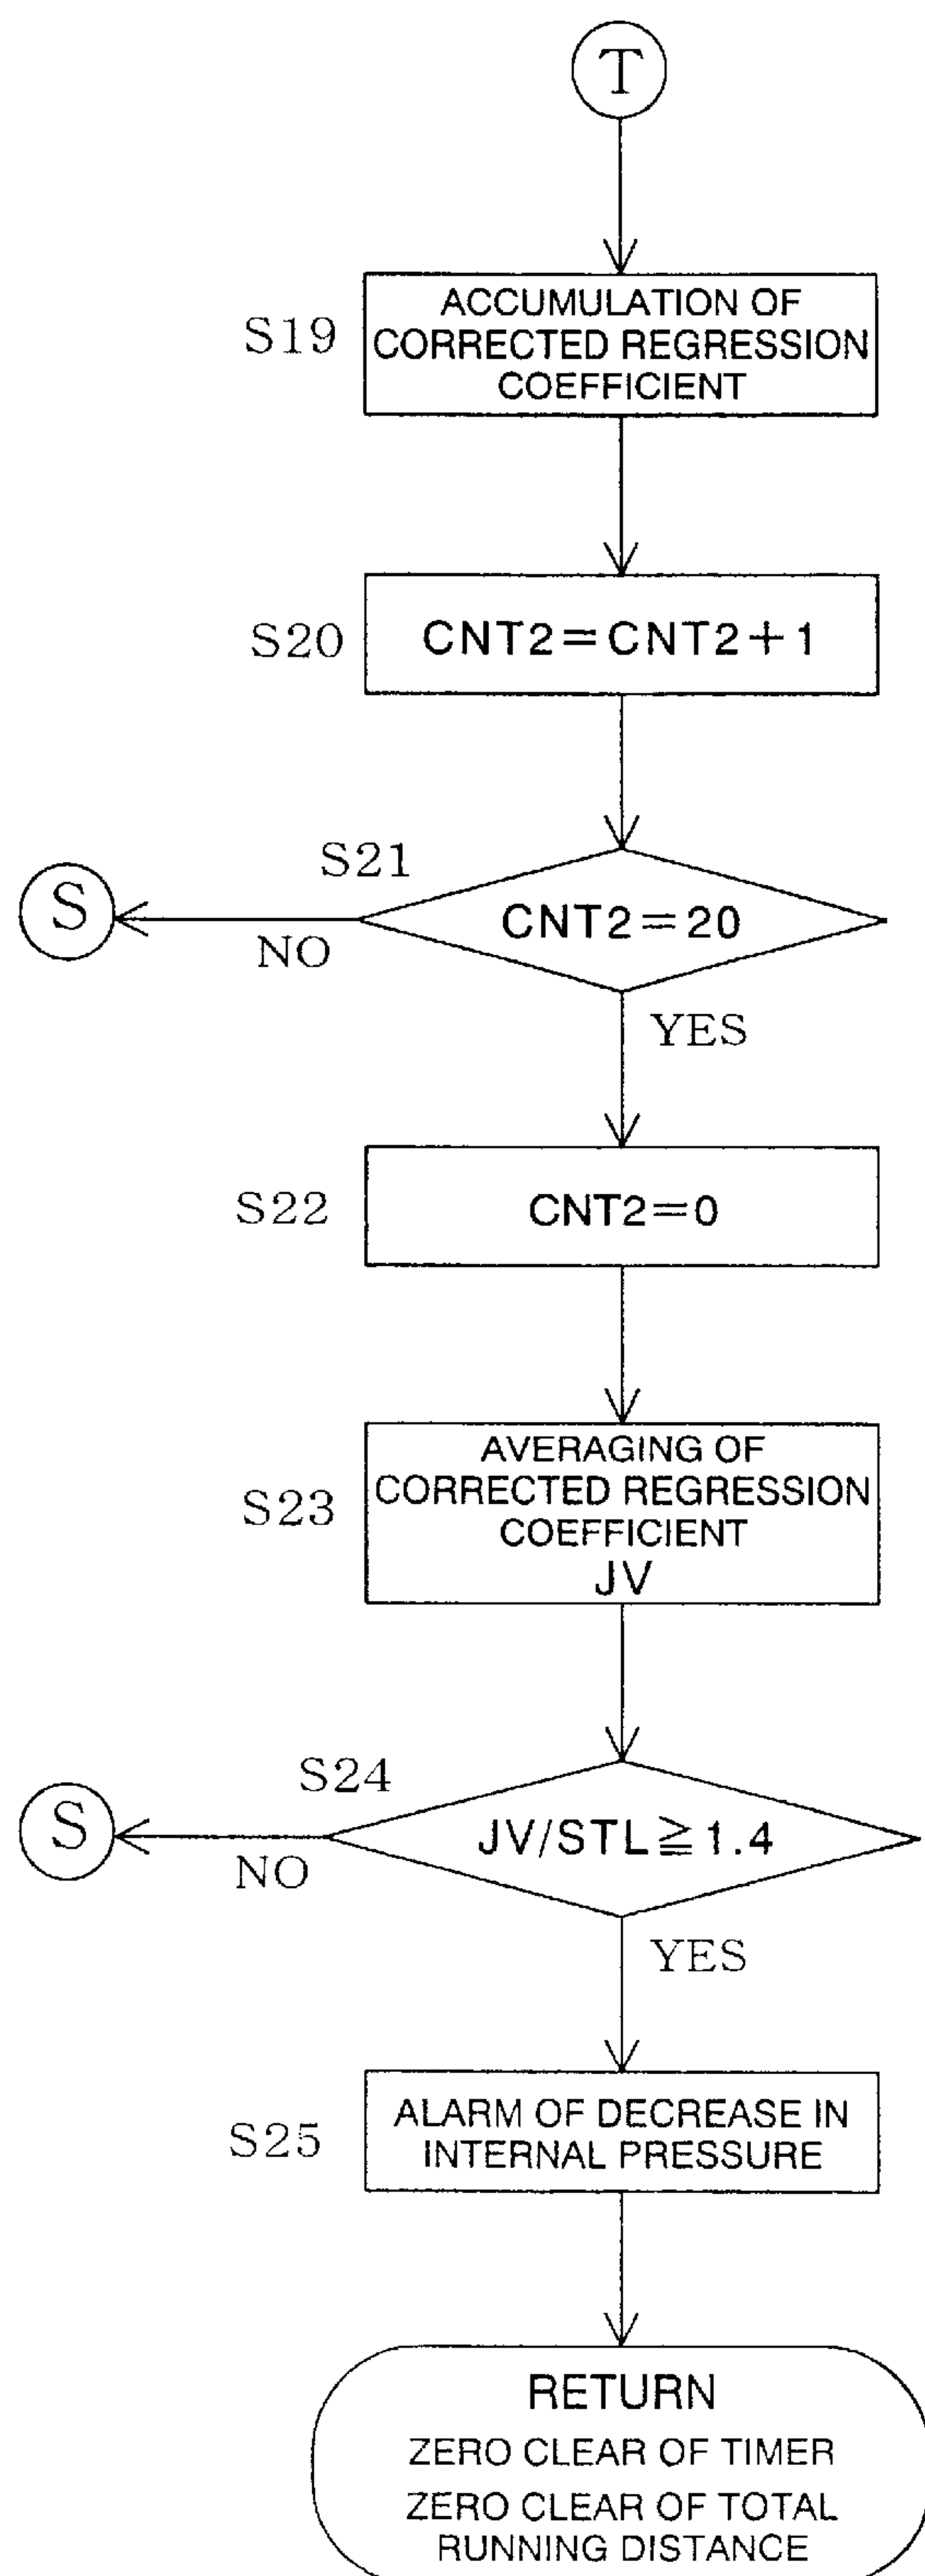 T
S19
ACCUMULATION OF
CORRECTED REGRESSION
COEFFICIENT
S20
CNT2=CNT2+1
S21
CNT2=20
S
NO
YES
S22
CNT2=0
S23
AVERAGING OF
CORRECTED REGRESSION
COEFFICIENT
JV
S24
JV/STL≧1.4
S
NO
YES
S25
ALARM OF DECREASE IN
INTERNAL PRESSURE
RETURN
ZERO CLEAR OF TIMER
ZERO CLEAR OF TOTAL
RUNNING DISTANCE